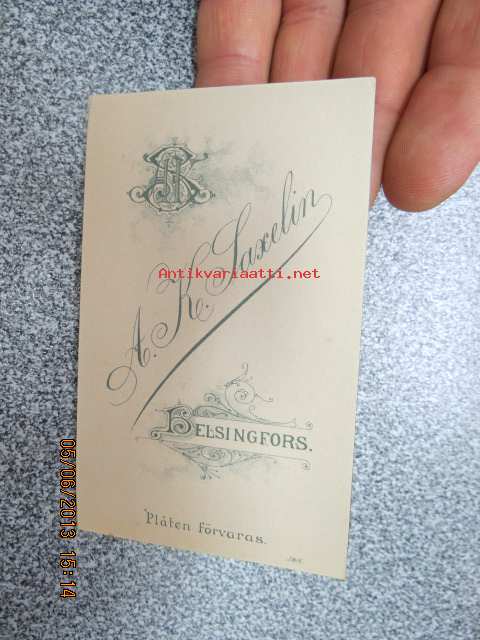 A. K. Saxelin
Antikvariaatti.net
HELSINGFORS.
Plåten förvaras.
05/06/2013 15:14